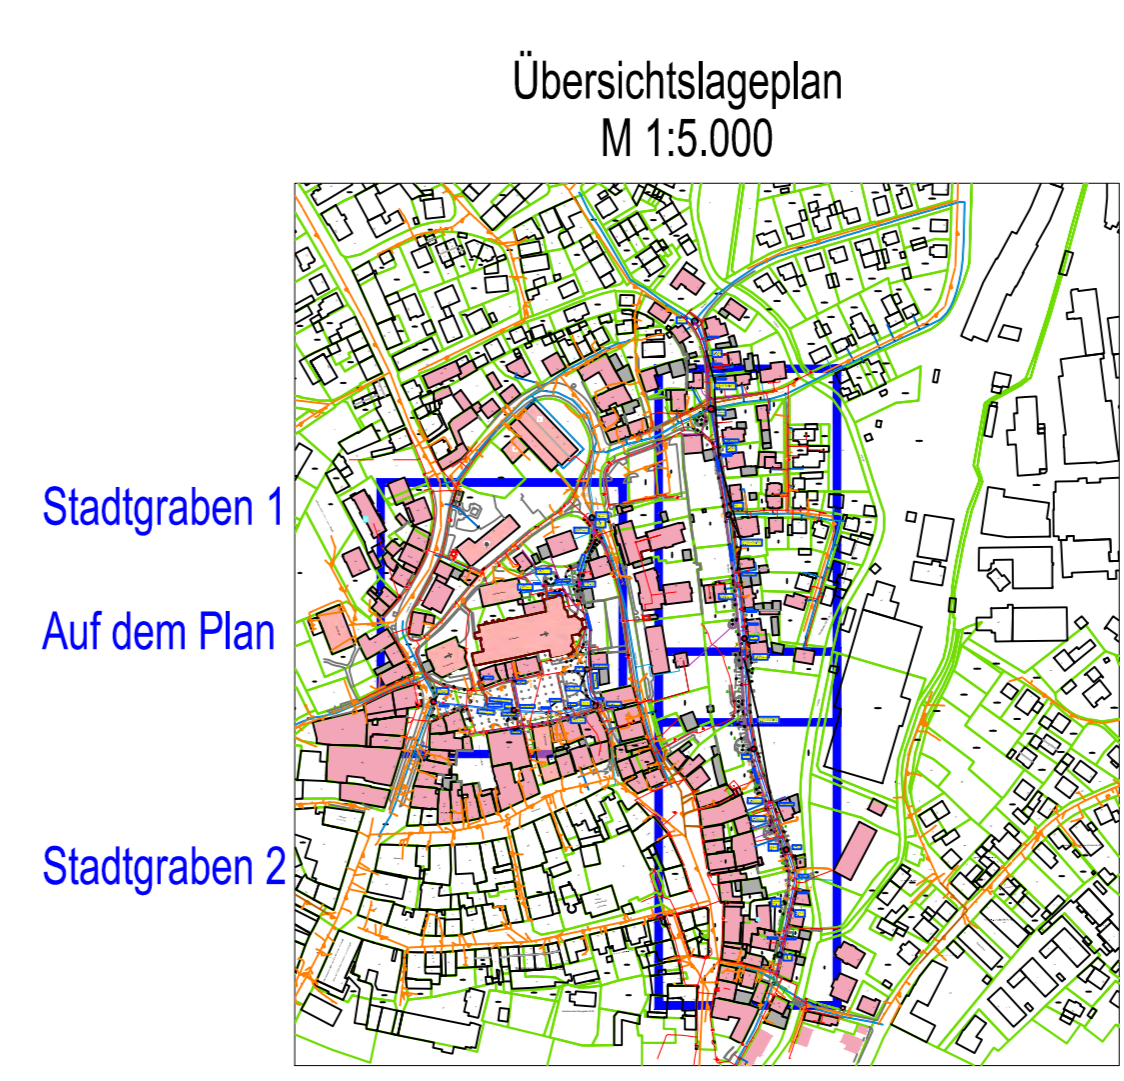 Übersichtslageplan
M 1:5.000
Stadtgraben 1
Auf dem Plan
Stadtgraben 2